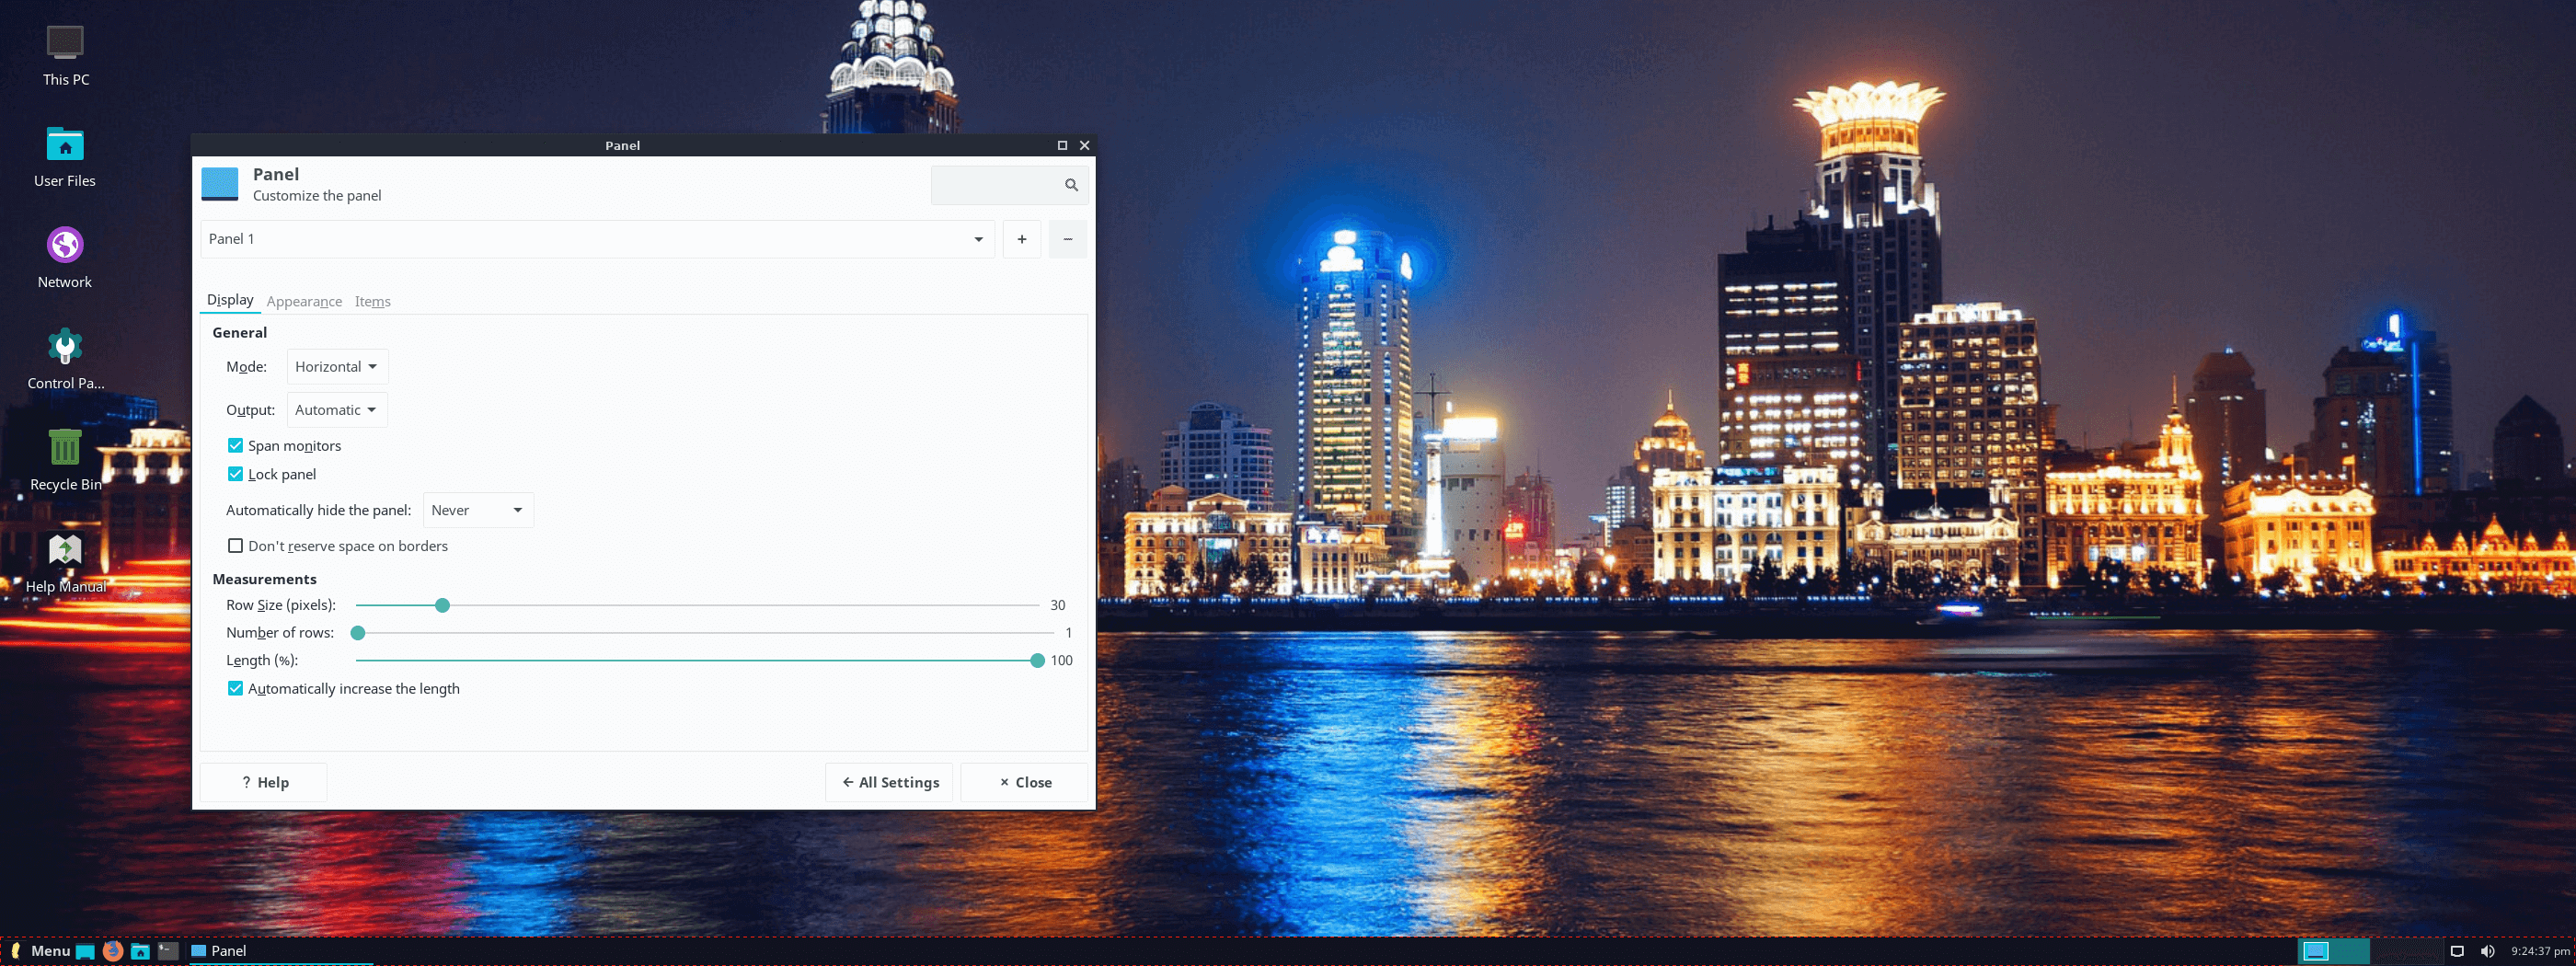 This PC
User Files
Network
Control Pa...
Recycle Bin
Help Manual
Panel
Panel
Customize the panel
Panel 1
Display Appearance Items
General
Mode: Horizontal
Output: Automatic
Span monitors
Lock panel
Automatically hide the panel: Never
Don't reserve space on borders
Measurements
Row Size (pixels): 30
Number of rows: 1
Length (%): 100
Automatically increase the length
? Help
All Settings
Close
Menu
Panel
9:24:37 pm